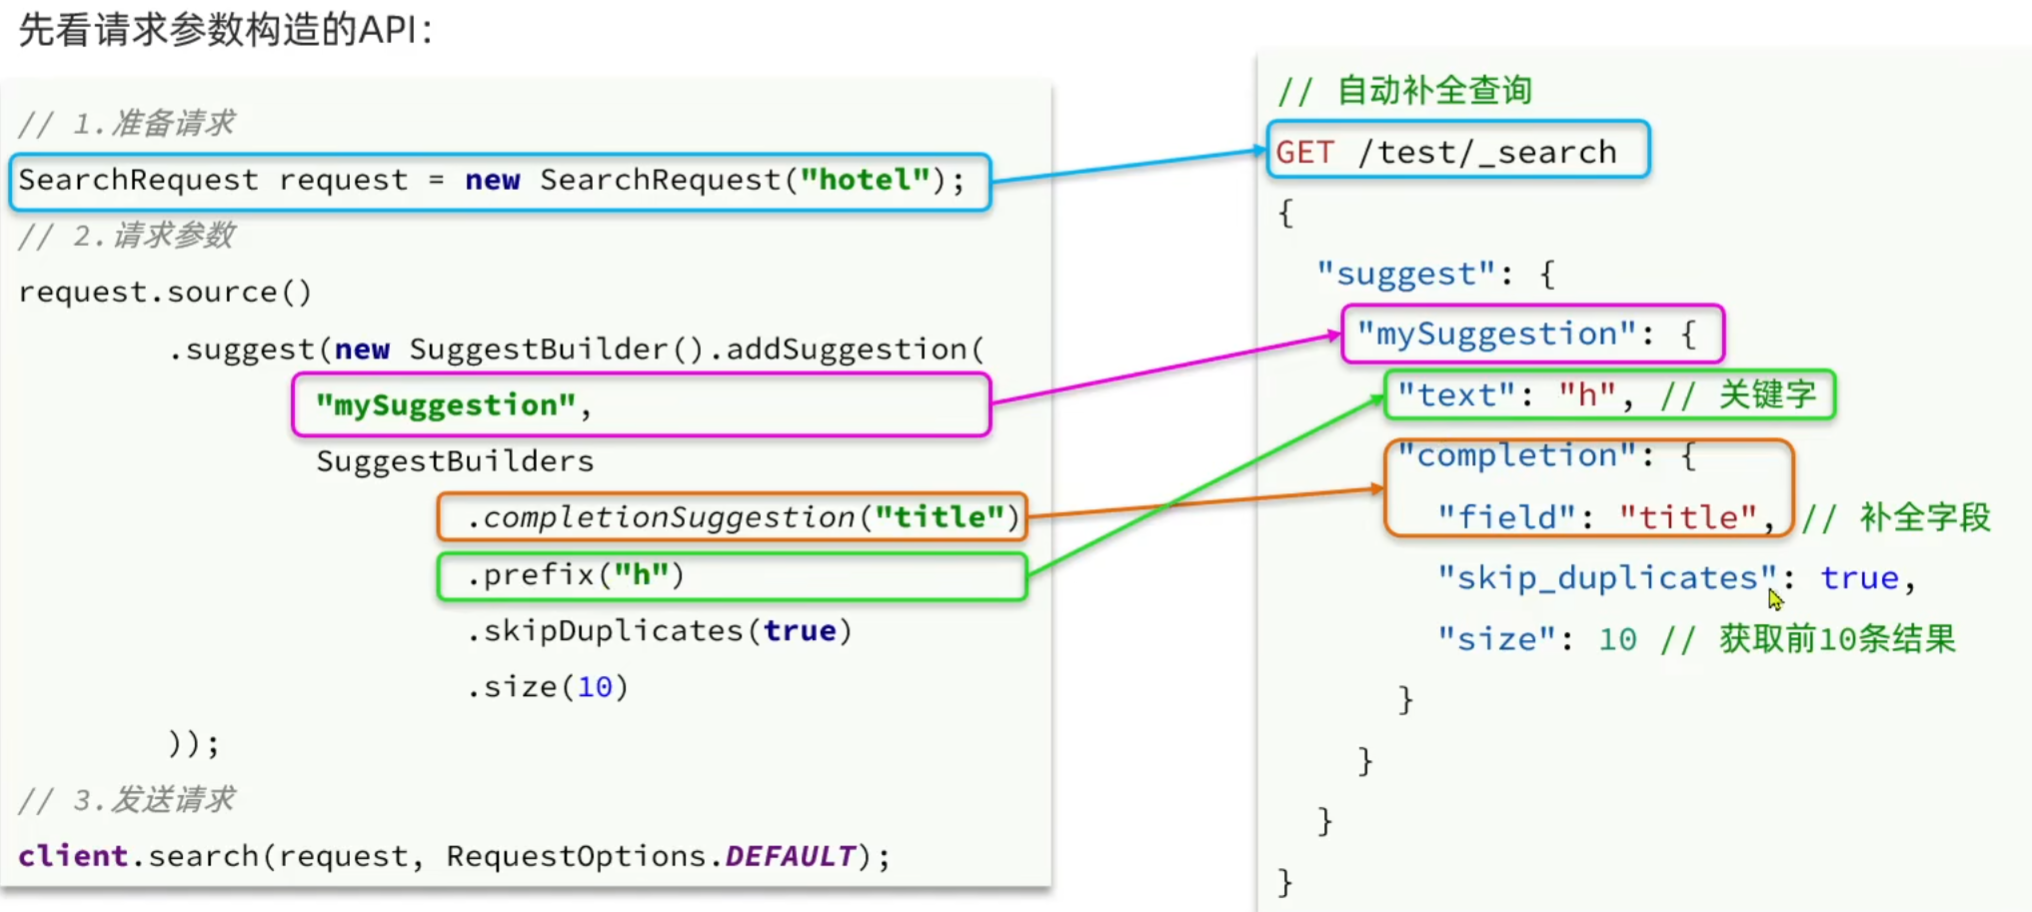 先看请求参数构造的API：
// 1.准备请求
SearchRequest request = new SearchRequest("hotel");
// 2.请求参数
request.source()
.suggest(new SuggestBuilder().addSuggestion(
"mySuggestion",
SuggestBuilders
.completionSuggestion("title")
.prefix("h")
.skipDuplicates(true)
.size(10)
));
// 3.发送请求
client.search(request, RequestOptions.DEFAULT);
// 自动补全查询
GET /test/_search
{
"suggest": {
"mySuggestion": {
"text": "h", // 关键字
"completion": {
"field": "title", // 补全字段
"skip_duplicates": true,
"size": 10 // 获取前10条结果
}
}
}
}